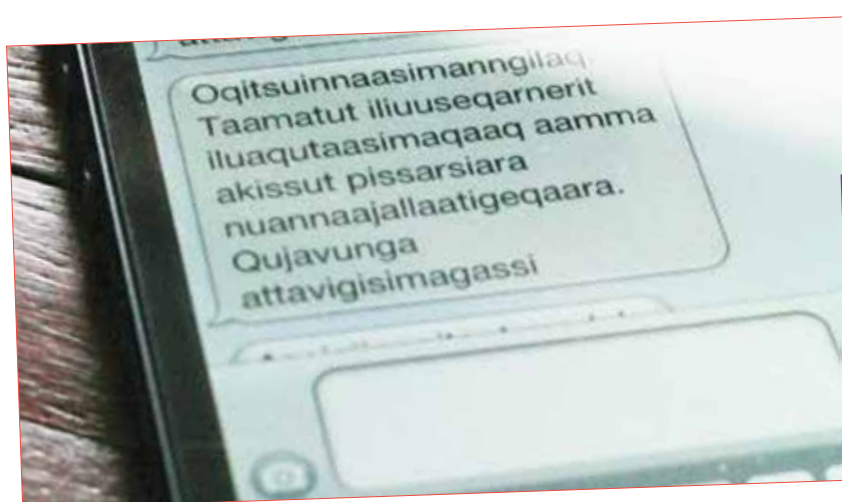 Oqitsuinnaasimanngilaq.
Taamatut iliuuseqarnerit
iluaqutaasimaqaaq aamma
akissut pissarsiara
nuannaajallaatigeqaara.
Qujavunga
attavigisimagassi